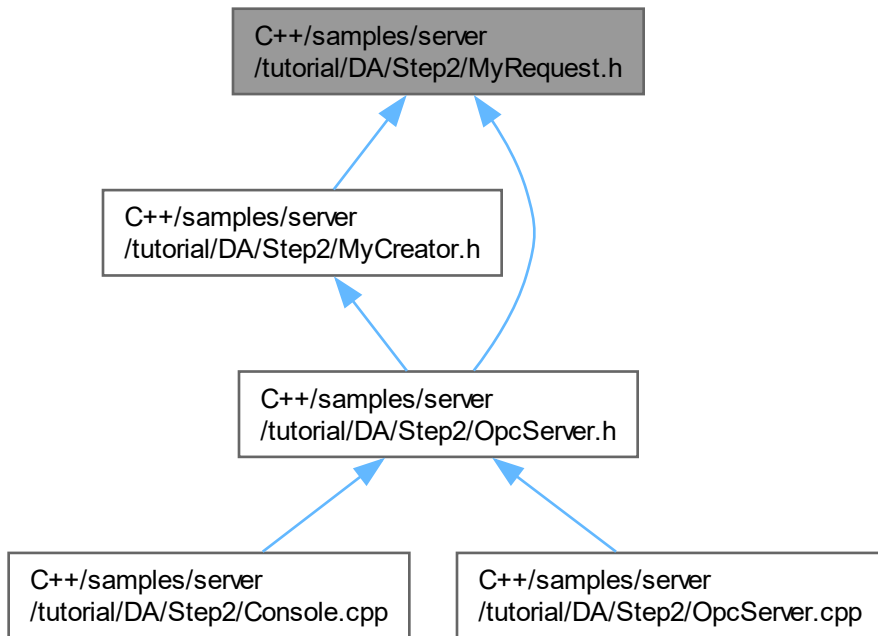 C++/samples/server
/tutorial/DA/Step2/MyRequest.h
C++/samples/server
/tutorial/DA/Step2/MyCreator.h
C++/samples/server
/tutorial/DA/Step2/OpcServer.h
C++/samples/server
/tutorial/DA/Step2/Console.cpp
C++/samples/server
/tutorial/DA/Step2/OpcServer.cpp